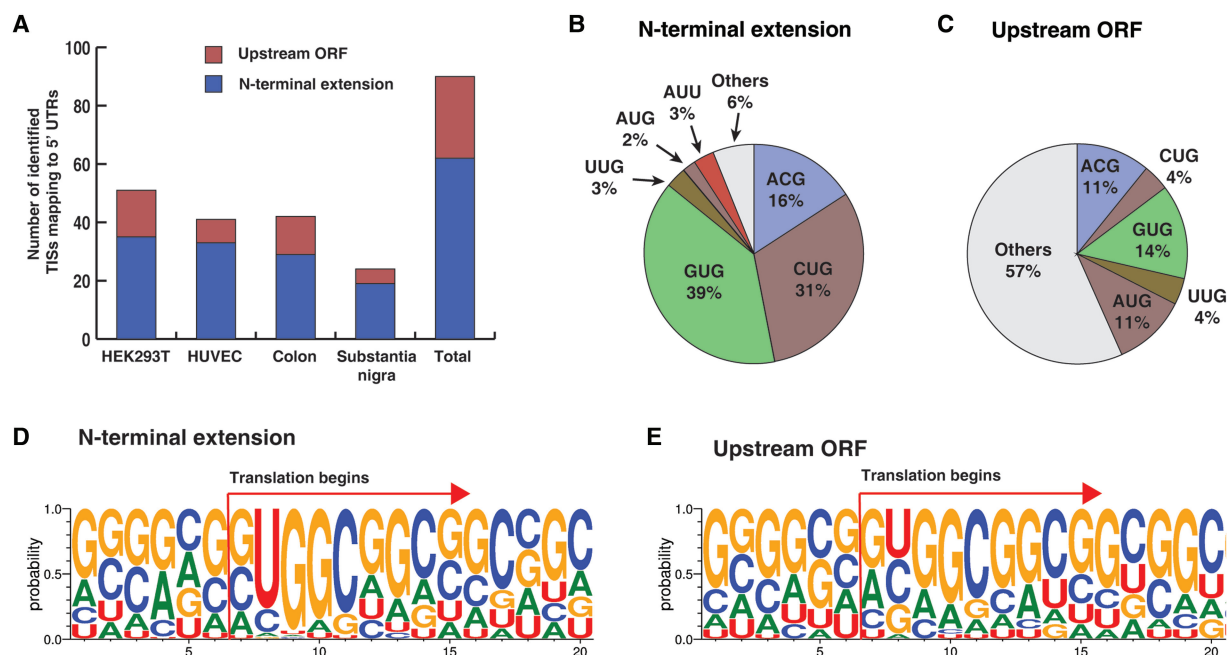 A
Number of identified
TISs mapping to 5' UTRs
100
80
60
40
20
0
Upstream ORF
N-terminal extension
HEK293T
HUVEC
Colon
Substantia
nigra
Total
B
N-terminal extension
Others
6%
AUU
3%
AUG
2%
UUG
3%
ACG
16%
CUG
31%
GUG
39%
C
Upstream ORF
ACG
11%
CUG
4%
GUG
14%
UUG
4%
AUG
11%
Others
57%
D
N-terminal extension
Translation begins
probability
1.0
0.5
0.0
5
10
15
20
E
Upstream ORF
Translation begins
probability
1.0
0.5
0.0
5
10
15
20